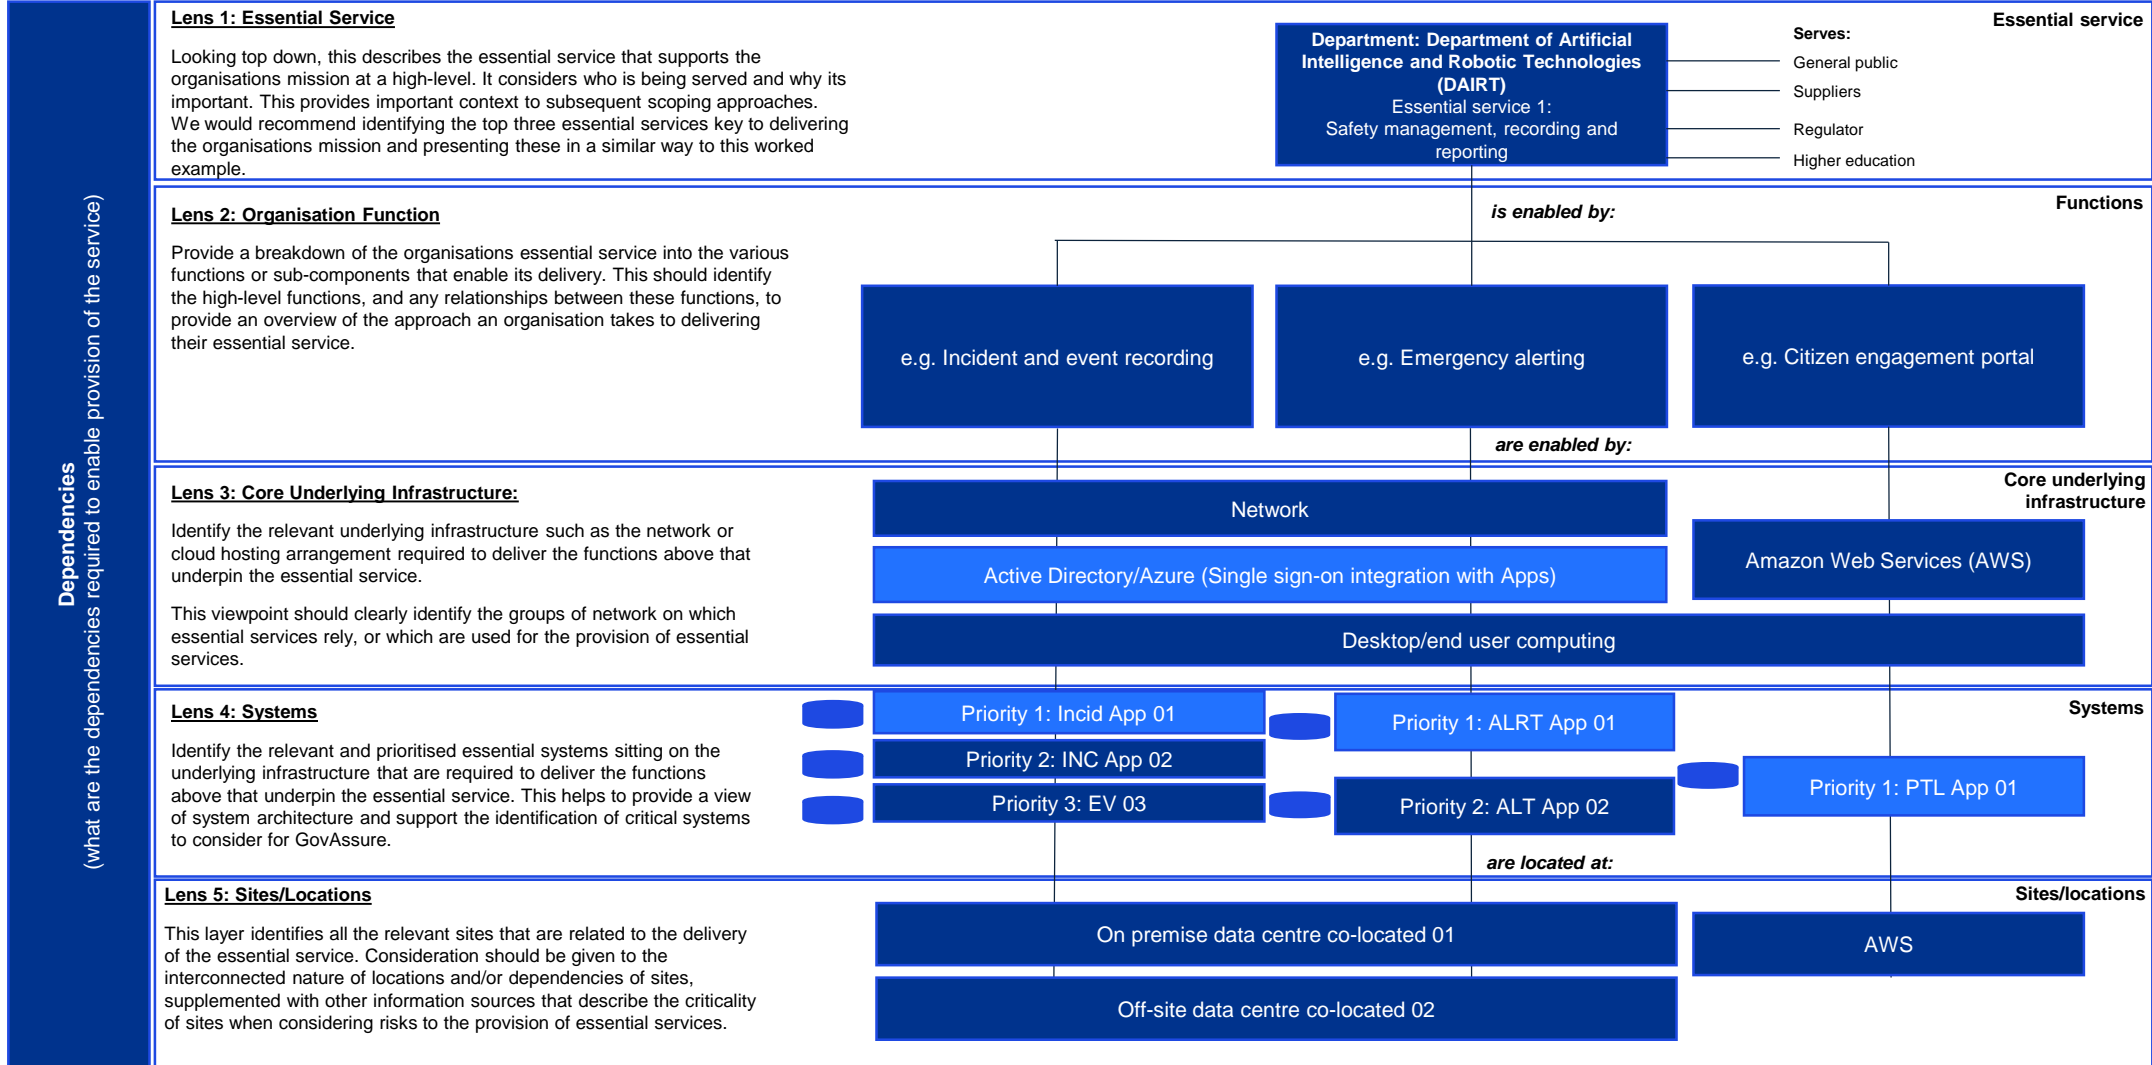 Dependencies
(what are the dependencies required to enable provision of the service)
Lens 1: Essential Service
Looking top down, this describes the essential service that supports the
organisations mission at a high-level. It considers who is being served and why its
important. This provides important context to subsequent scoping approaches.
We would recommend identifying the top three essential services key to delivering
the organisations mission and presenting these in a similar way to this worked
example.
Department: Department of Artificial
Intelligence and Robotic Technologies
(DAIRT)
Essential service 1:
Safety management, recording and
reporting
Serves:
General public
Suppliers
Regulator
Higher education
Essential service
Lens 2: Organisation Function
Provide a breakdown of the organisations essential service into the various
functions or sub-components that enable its delivery. This should identify
the high-level functions, and any relationships between these functions, to
provide an overview of the approach an organisation takes to delivering
their essential service.
is enabled by:
Functions
e.g. Incident and event recording
e.g. Emergency alerting
e.g. Citizen engagement portal
are enabled by:
Lens 3: Core Underlying Infrastructure:
Identify the relevant underlying infrastructure such as the network or
cloud hosting arrangement required to deliver the functions above that
underpin the essential service.
This viewpoint should clearly identify the groups of network on which
essential services rely, or which are used for the provision of essential
services.
Core underlying
infrastructure
Network
Active Directory/Azure (Single sign-on integration with Apps)
Amazon Web Services (AWS)
Desktop/end user computing
Lens 4: Systems
Identify the relevant and prioritised essential systems sitting on the
underlying infrastructure that are required to deliver the functions
above that underpin the essential service. This helps to provide a view
of system architecture and support the identification of critical systems
to consider for GovAssure.
Systems
Priority 1: Incid App 01
Priority 2: INC App 02
Priority 3: EV 03
Priority 1: ALRT App 01
Priority 2: ALT App 02
Priority 1: PTL App 01
are located at:
Lens 5: Sites/Locations
This layer identifies all the relevant sites that are related to the delivery
of the essential service. Consideration should be given to the
interconnected nature of locations and/or dependencies of sites,
supplemented with other information sources that describe the criticality
of sites when considering risks to the provision of essential services.
Sites/locations
On premise data centre co-located 01
AWS
Off-site data centre co-located 02